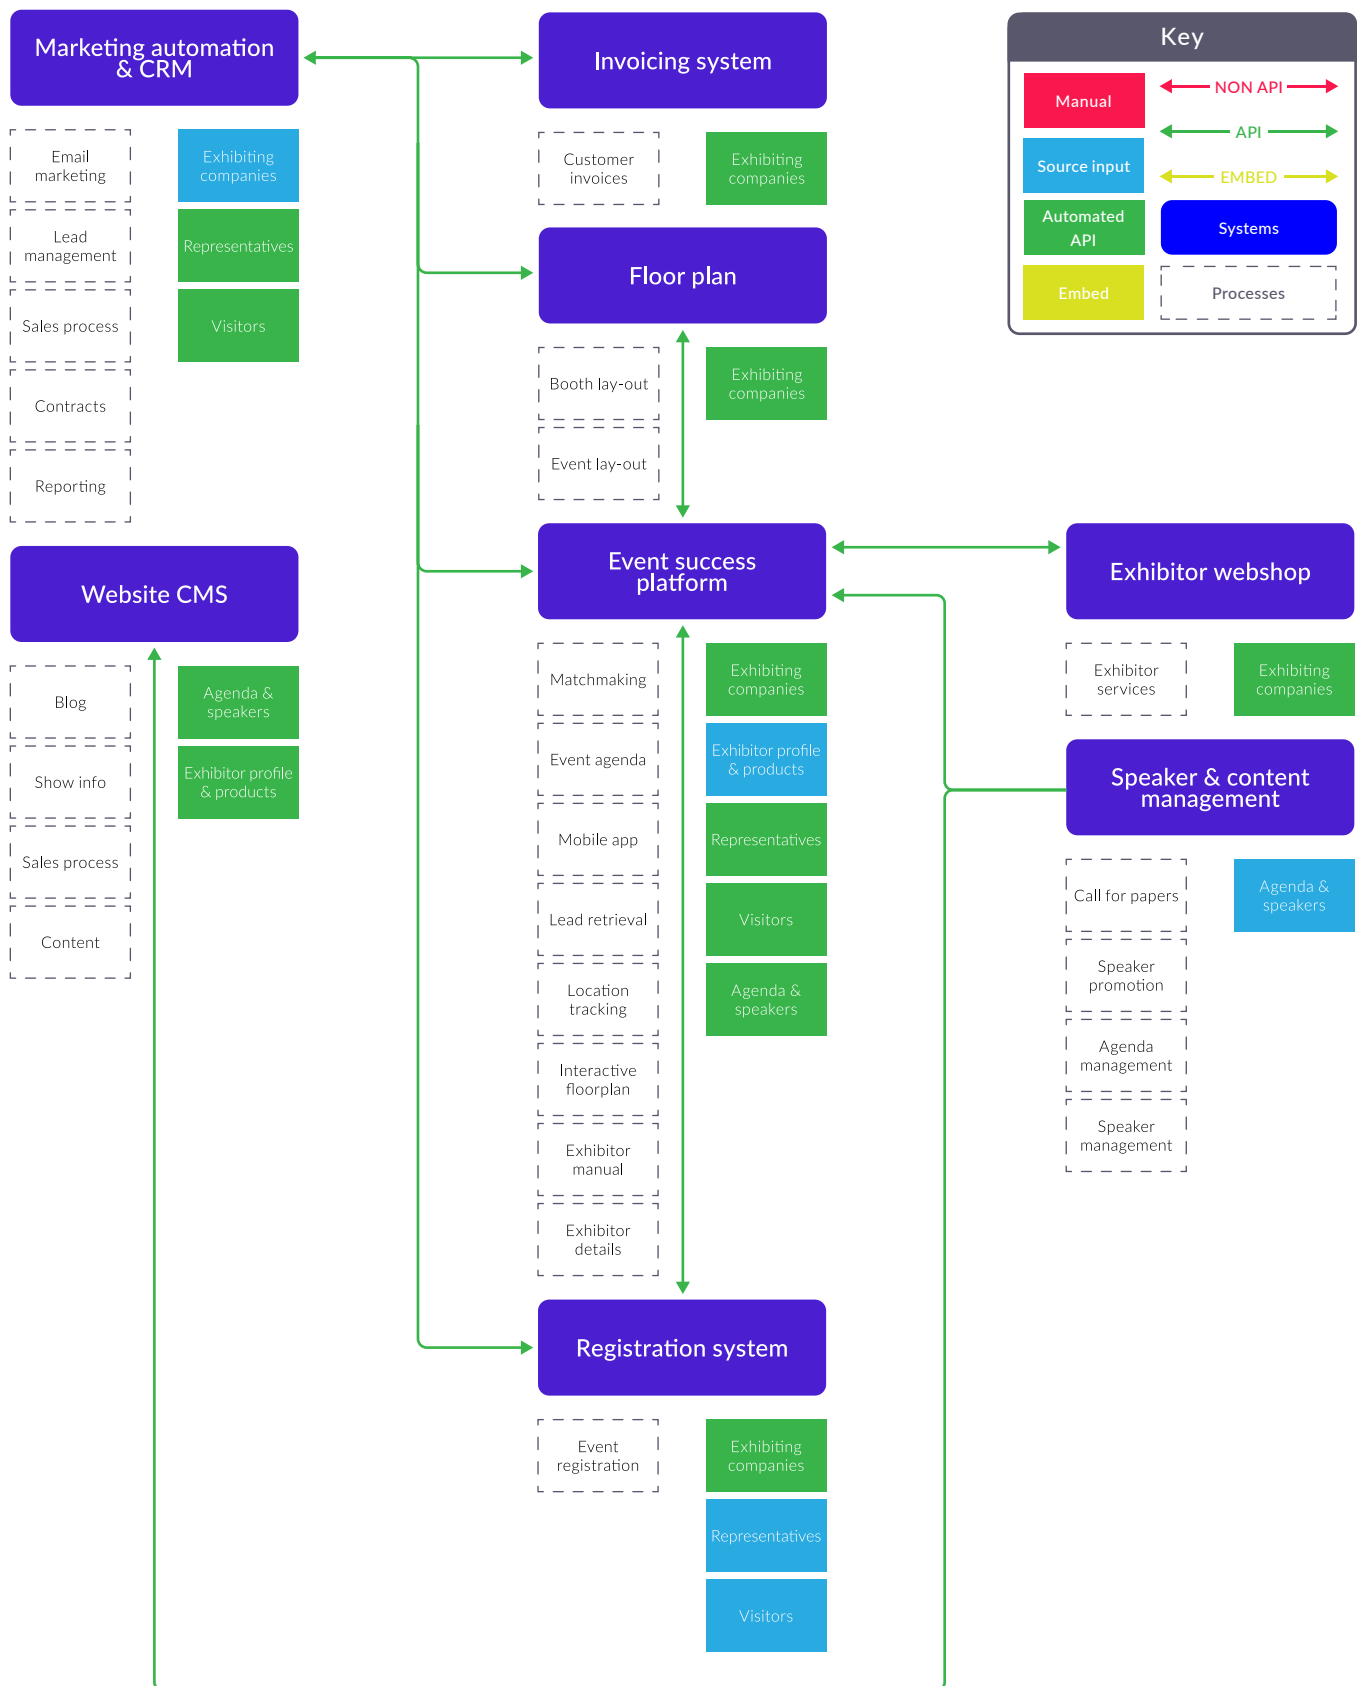 Marketing automation
& CRM
Email
marketing
Lead
management
Sales process
Contracts
Reporting
Exhibiting
companies
Representatives
Visitors
Website CMS
Blog
Show info
Sales process
Content
Agenda &
speakers
Exhibitor profile
& products
Invoicing system
Customer
invoices
Exhibiting
companies
Floor plan
Booth lay-out
Event lay-out
Exhibiting
companies
Event success
platform
Matchmaking
Event agenda
Mobile app
Lead retrieval
Location
tracking
Interactive
floorplan
Exhibitor
manual
Exhibitor
details
Exhibiting
companies
Exhibitor profile
& products
Representatives
Visitors
Agenda &
speakers
Registration system
Event
registration
Exhibiting
companies
Representatives
Visitors
Key
Manual
Source input
Automated
API
Embed
NON API
API
EMBED
Systems
Processes
Exhibitor webshop
Exhibitor
services
Exhibiting
companies
Speaker & content
management
Call for papers
Speaker
promotion
Agenda
management
Speaker
management
Agenda &
speakers